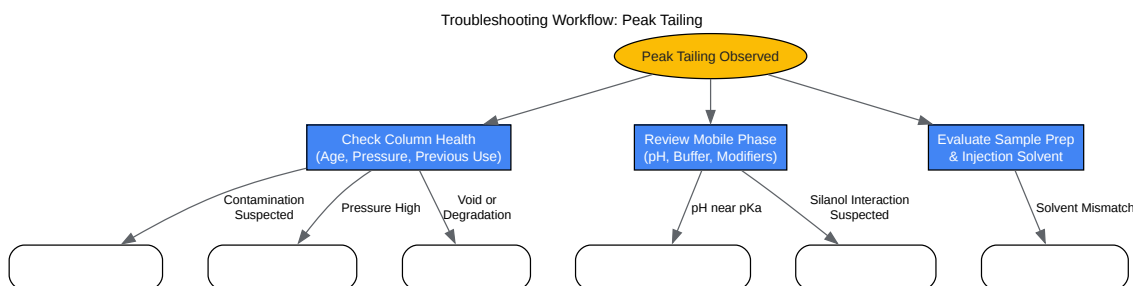 Troubleshooting Workflow: Peak Tailing
Peak Tailing Observed
Check Column Health
(Age, Pressure, Previous Use)
Review Mobile Phase
(pH, Buffer, Modifiers)
Evaluate Sample Prep
& Injection Solvent
Contamination
Suspected
Pressure High
Void or
Degradation
pH near pKa
Silanol Interaction
Suspected
Solvent Mismatch